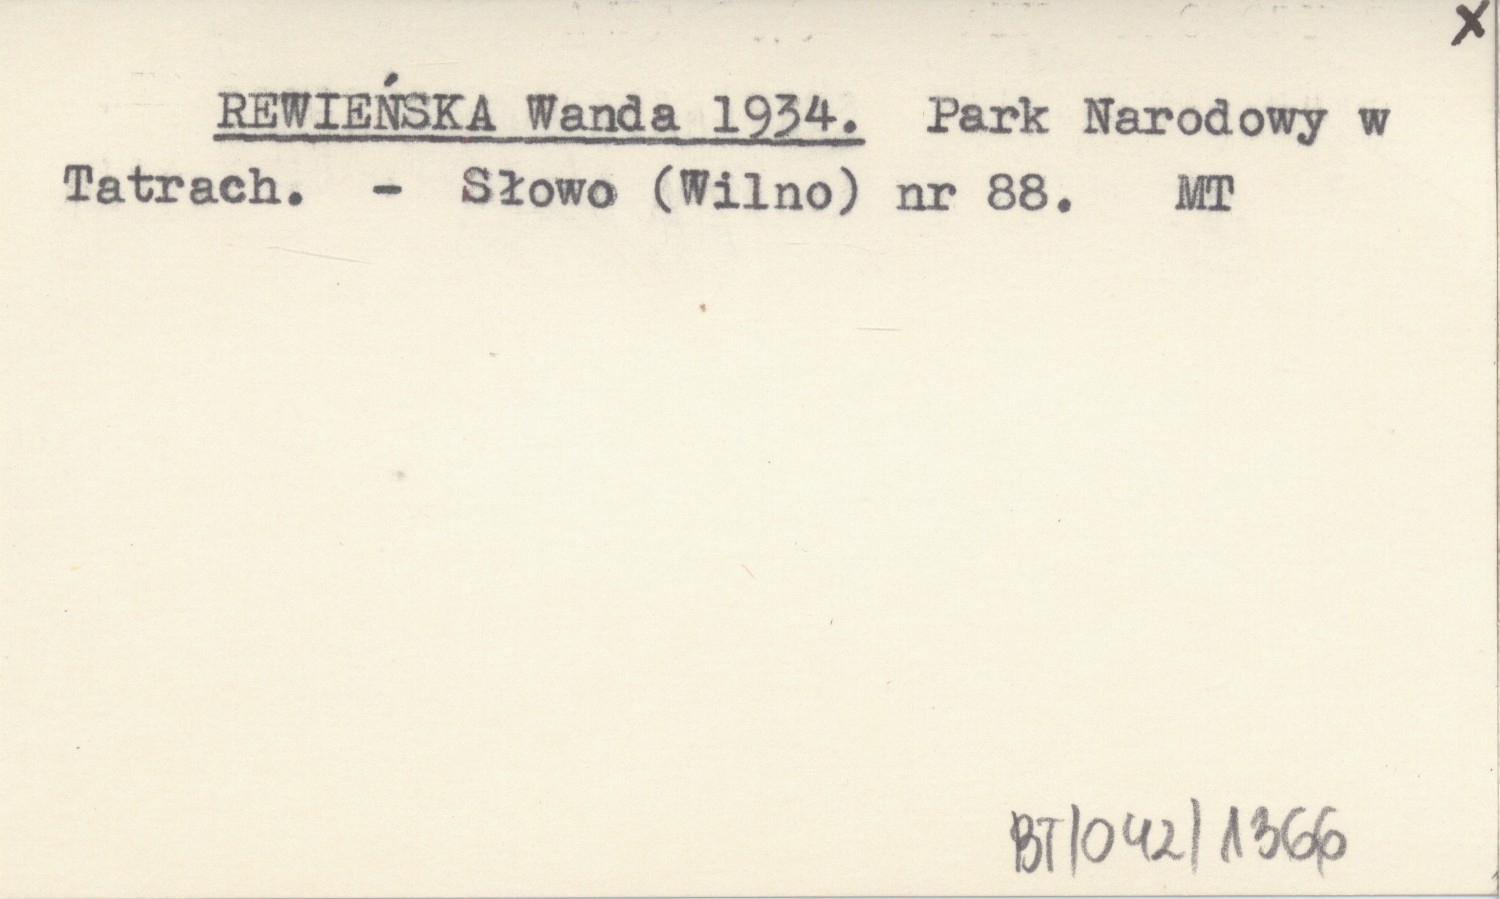 x
REWIEŃSKA Wanda 1934. Park Narodowy w
Tatrach. - Słowo (Wilno) nr 88. MT
BT/042/1366